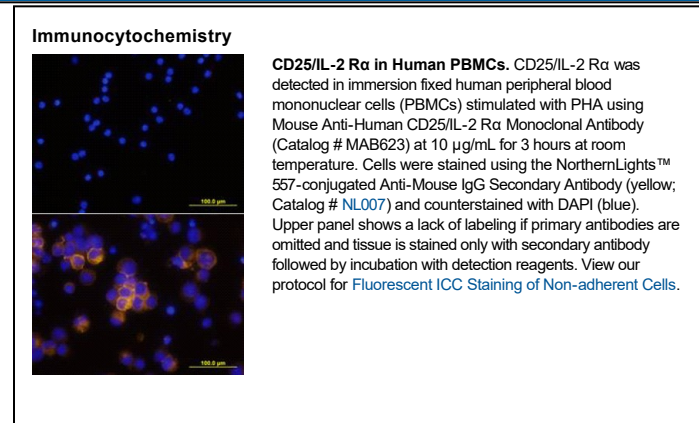 Immunocytochemistry
CD25/IL-2 Rα in Human PBMCs. CD25/IL-2 Rα was
detected in immersion fixed human peripheral blood
mononuclear cells (PBMCs) stimulated with PHA using
Mouse Anti-Human CD25/IL-2 Rα Monoclonal Antibody
(Catalog # MAB623) at 10 µg/mL for 3 hours at room
temperature. Cells were stained using the NorthernLights™
557-conjugated Anti-Mouse IgG Secondary Antibody (yellow;
Catalog # NL007) and counterstained with DAPI (blue).
Upper panel shows a lack of labeling if primary antibodies are
omitted and tissue is stained only with secondary antibody
followed by incubation with detection reagents. View our
protocol for Fluorescent ICC Staining of Non-adherent Cells.
100.0 µm
100.0 µm